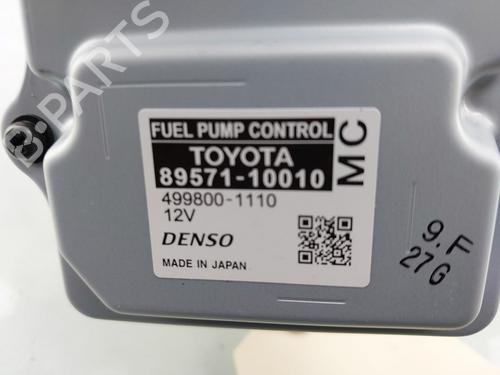 B-PARTS
FUEL PUMP CONTROL
TOYOTA
89571-10010
MC
499800-1110
12V
DENSO
MADE IN JAPAN
9.F
27G